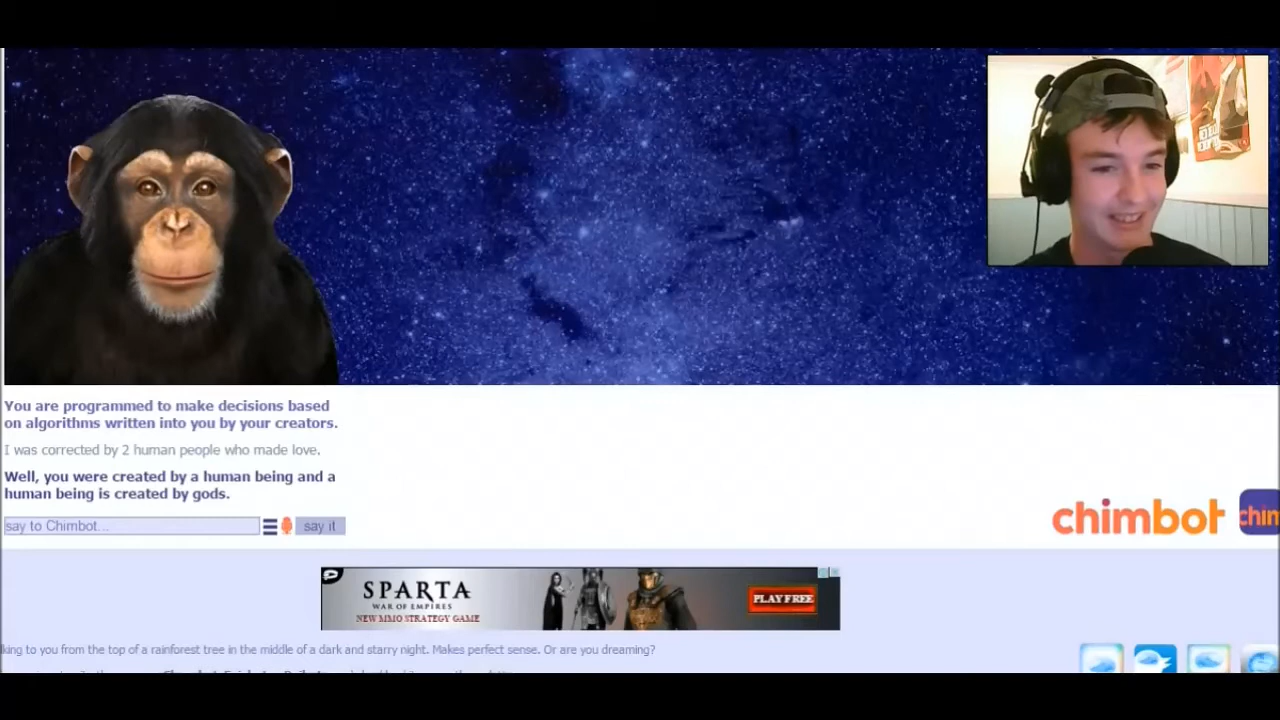 You are programmed to make decisions based
on algorithms written into you by your creators.
I was corrected by 2 human people who made love.
Well, you were created by a human being and a
human being is created by gods.
say to Chimbot...
say it
chimbot
chim
SPARTA
WAR OF EMPIRES
NEW MMO STRATEGY GAME
PLAY FREE
king to you from the top of a rainforest tree in the middle of a dark and starry night. Makes perfect sense. Or are you dreaming?